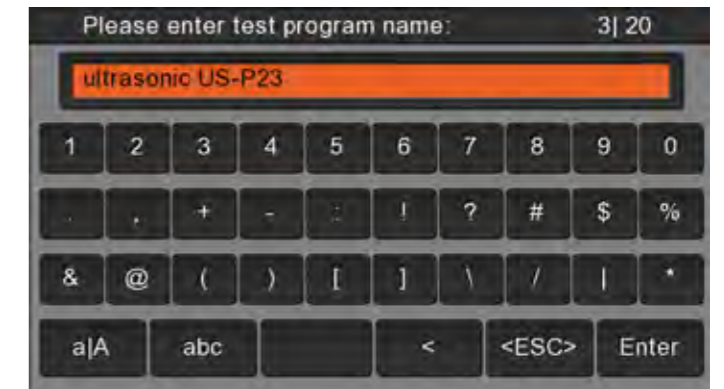 Please enter test program name: 3| 20
ultrasonic US-P23
1 2 3 4 5 6 7 8 9 0
. , + - : ! ? # $ %
& @ ( ) [ ] \ / | *
a|A abc < <ESC> Enter